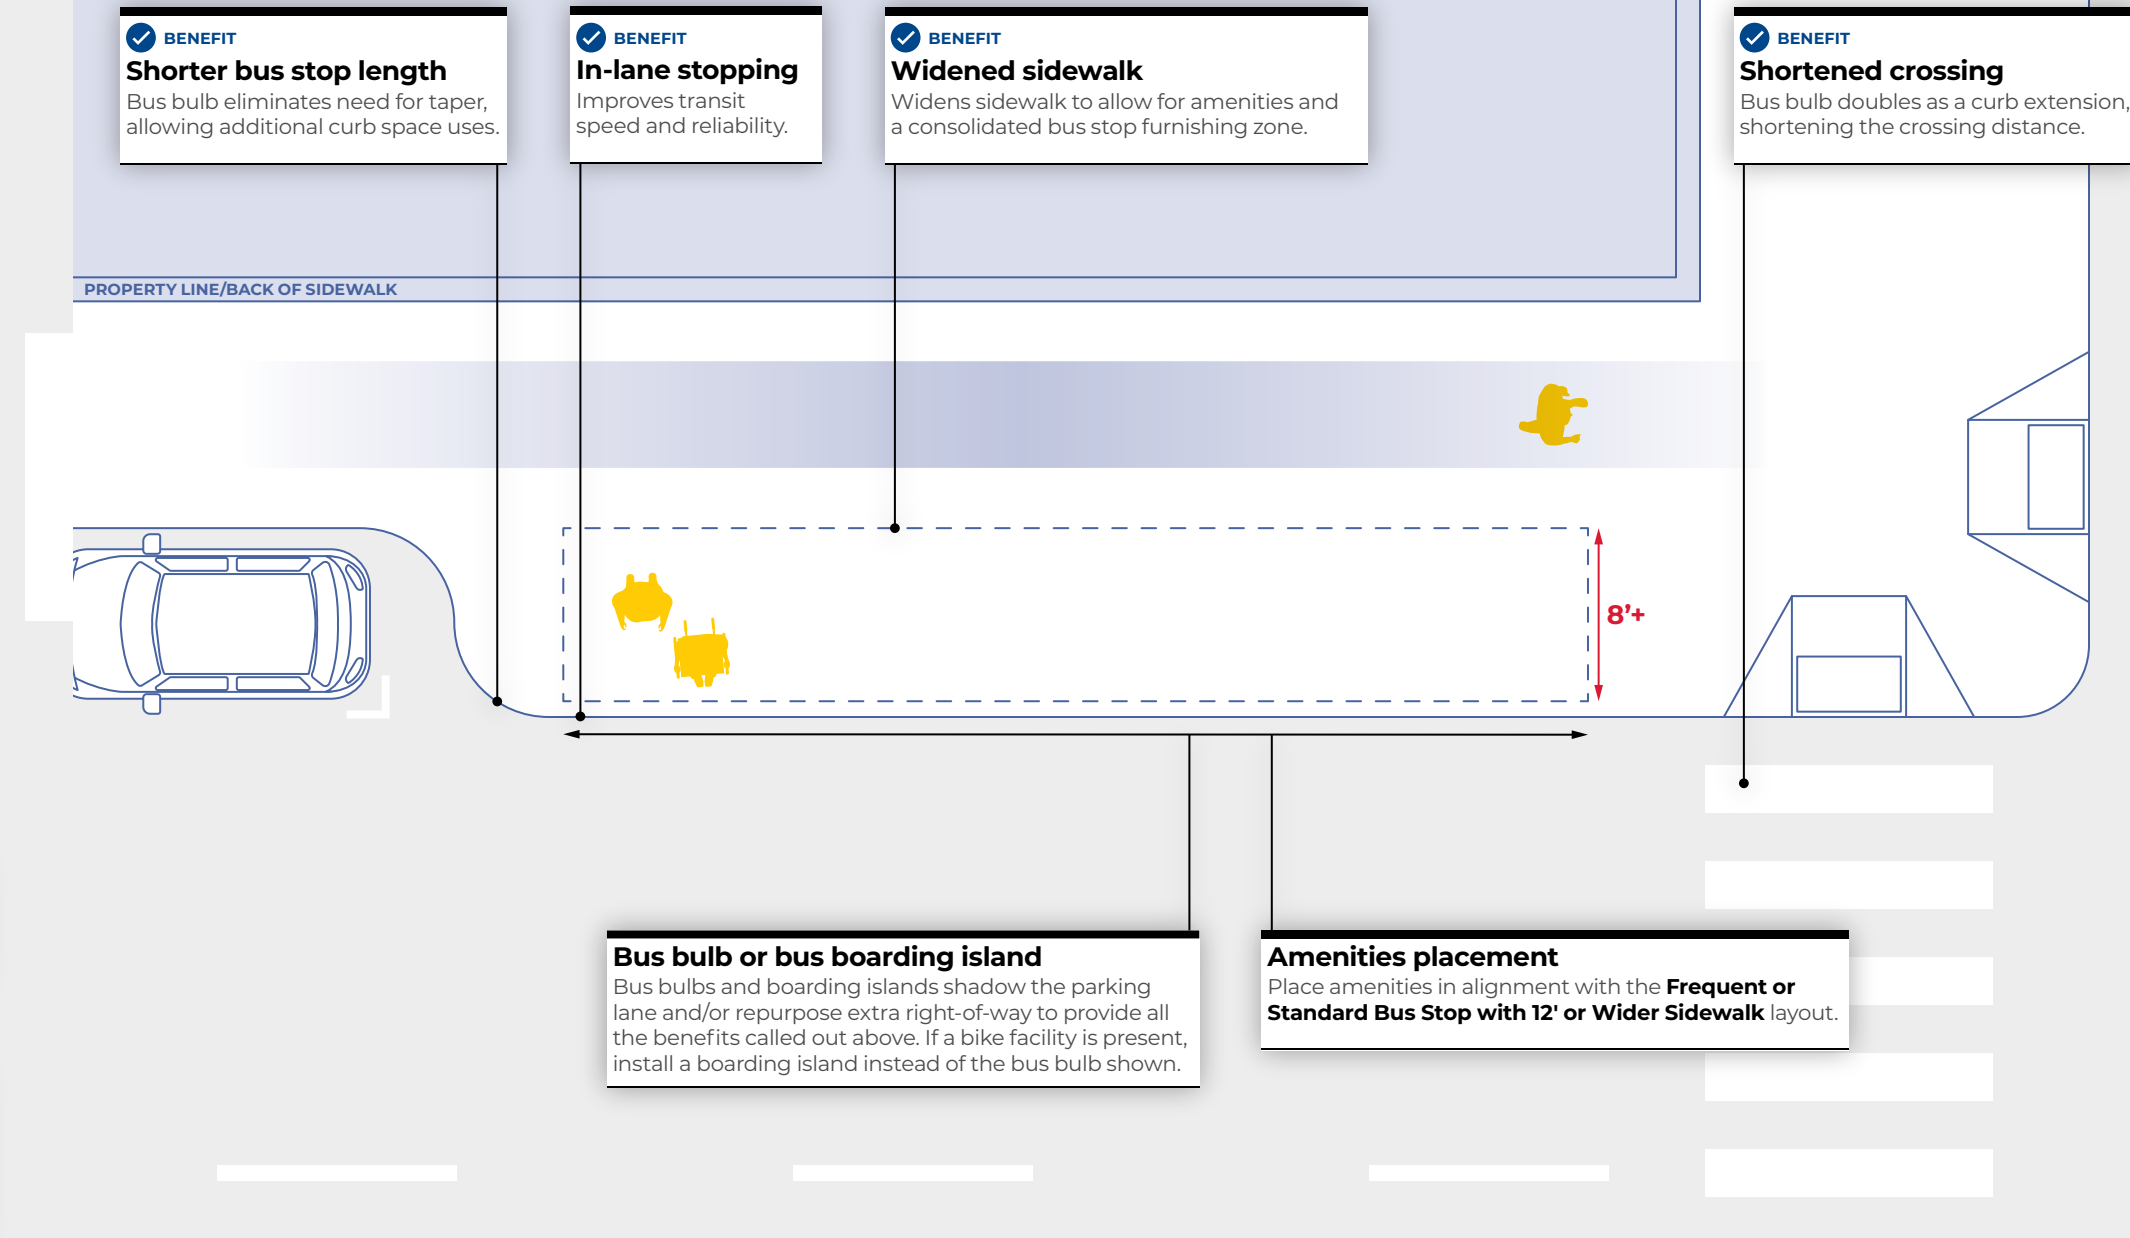 BENEFIT
Shorter bus stop length
Bus bulb eliminates need for taper,
allowing additional curb space uses.
BENEFIT
In-lane stopping
Improves transit
speed and reliability.
BENEFIT
Widened sidewalk
Widens sidewalk to allow for amenities and
a consolidated bus stop furnishing zone.
BENEFIT
Shortened crossing
Bus bulb doubles as a curb extension,
shortening the crossing distance.
PROPERTY LINE/BACK OF SIDEWALK
8’+
Bus bulb or bus boarding island
Bus bulbs and boarding islands shadow the parking
lane and/or repurpose extra right-of-way to provide all
the benefits called out above. If a bike facility is present,
install a boarding island instead of the bus bulb shown.
Amenities placement
Place amenities in alignment with the Frequent or
Standard Bus Stop with 12' or Wider Sidewalk layout.